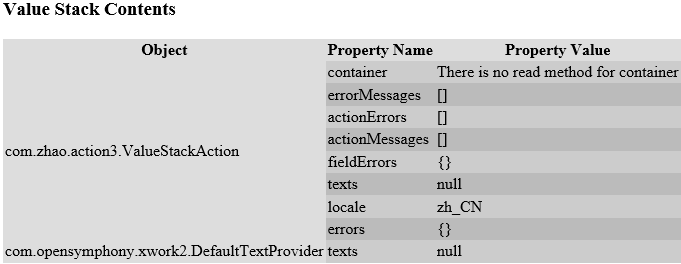 Value Stack Contents
Object Property Name Property Value
com.zhao.action3.ValueStackAction
container There is no read method for container
errorMessages []
actionErrors []
actionMessages []
fieldErrors {}
texts null
locale zh_CN
errors {}
com.opensymphony.xwork2.DefaultTextProvider texts null